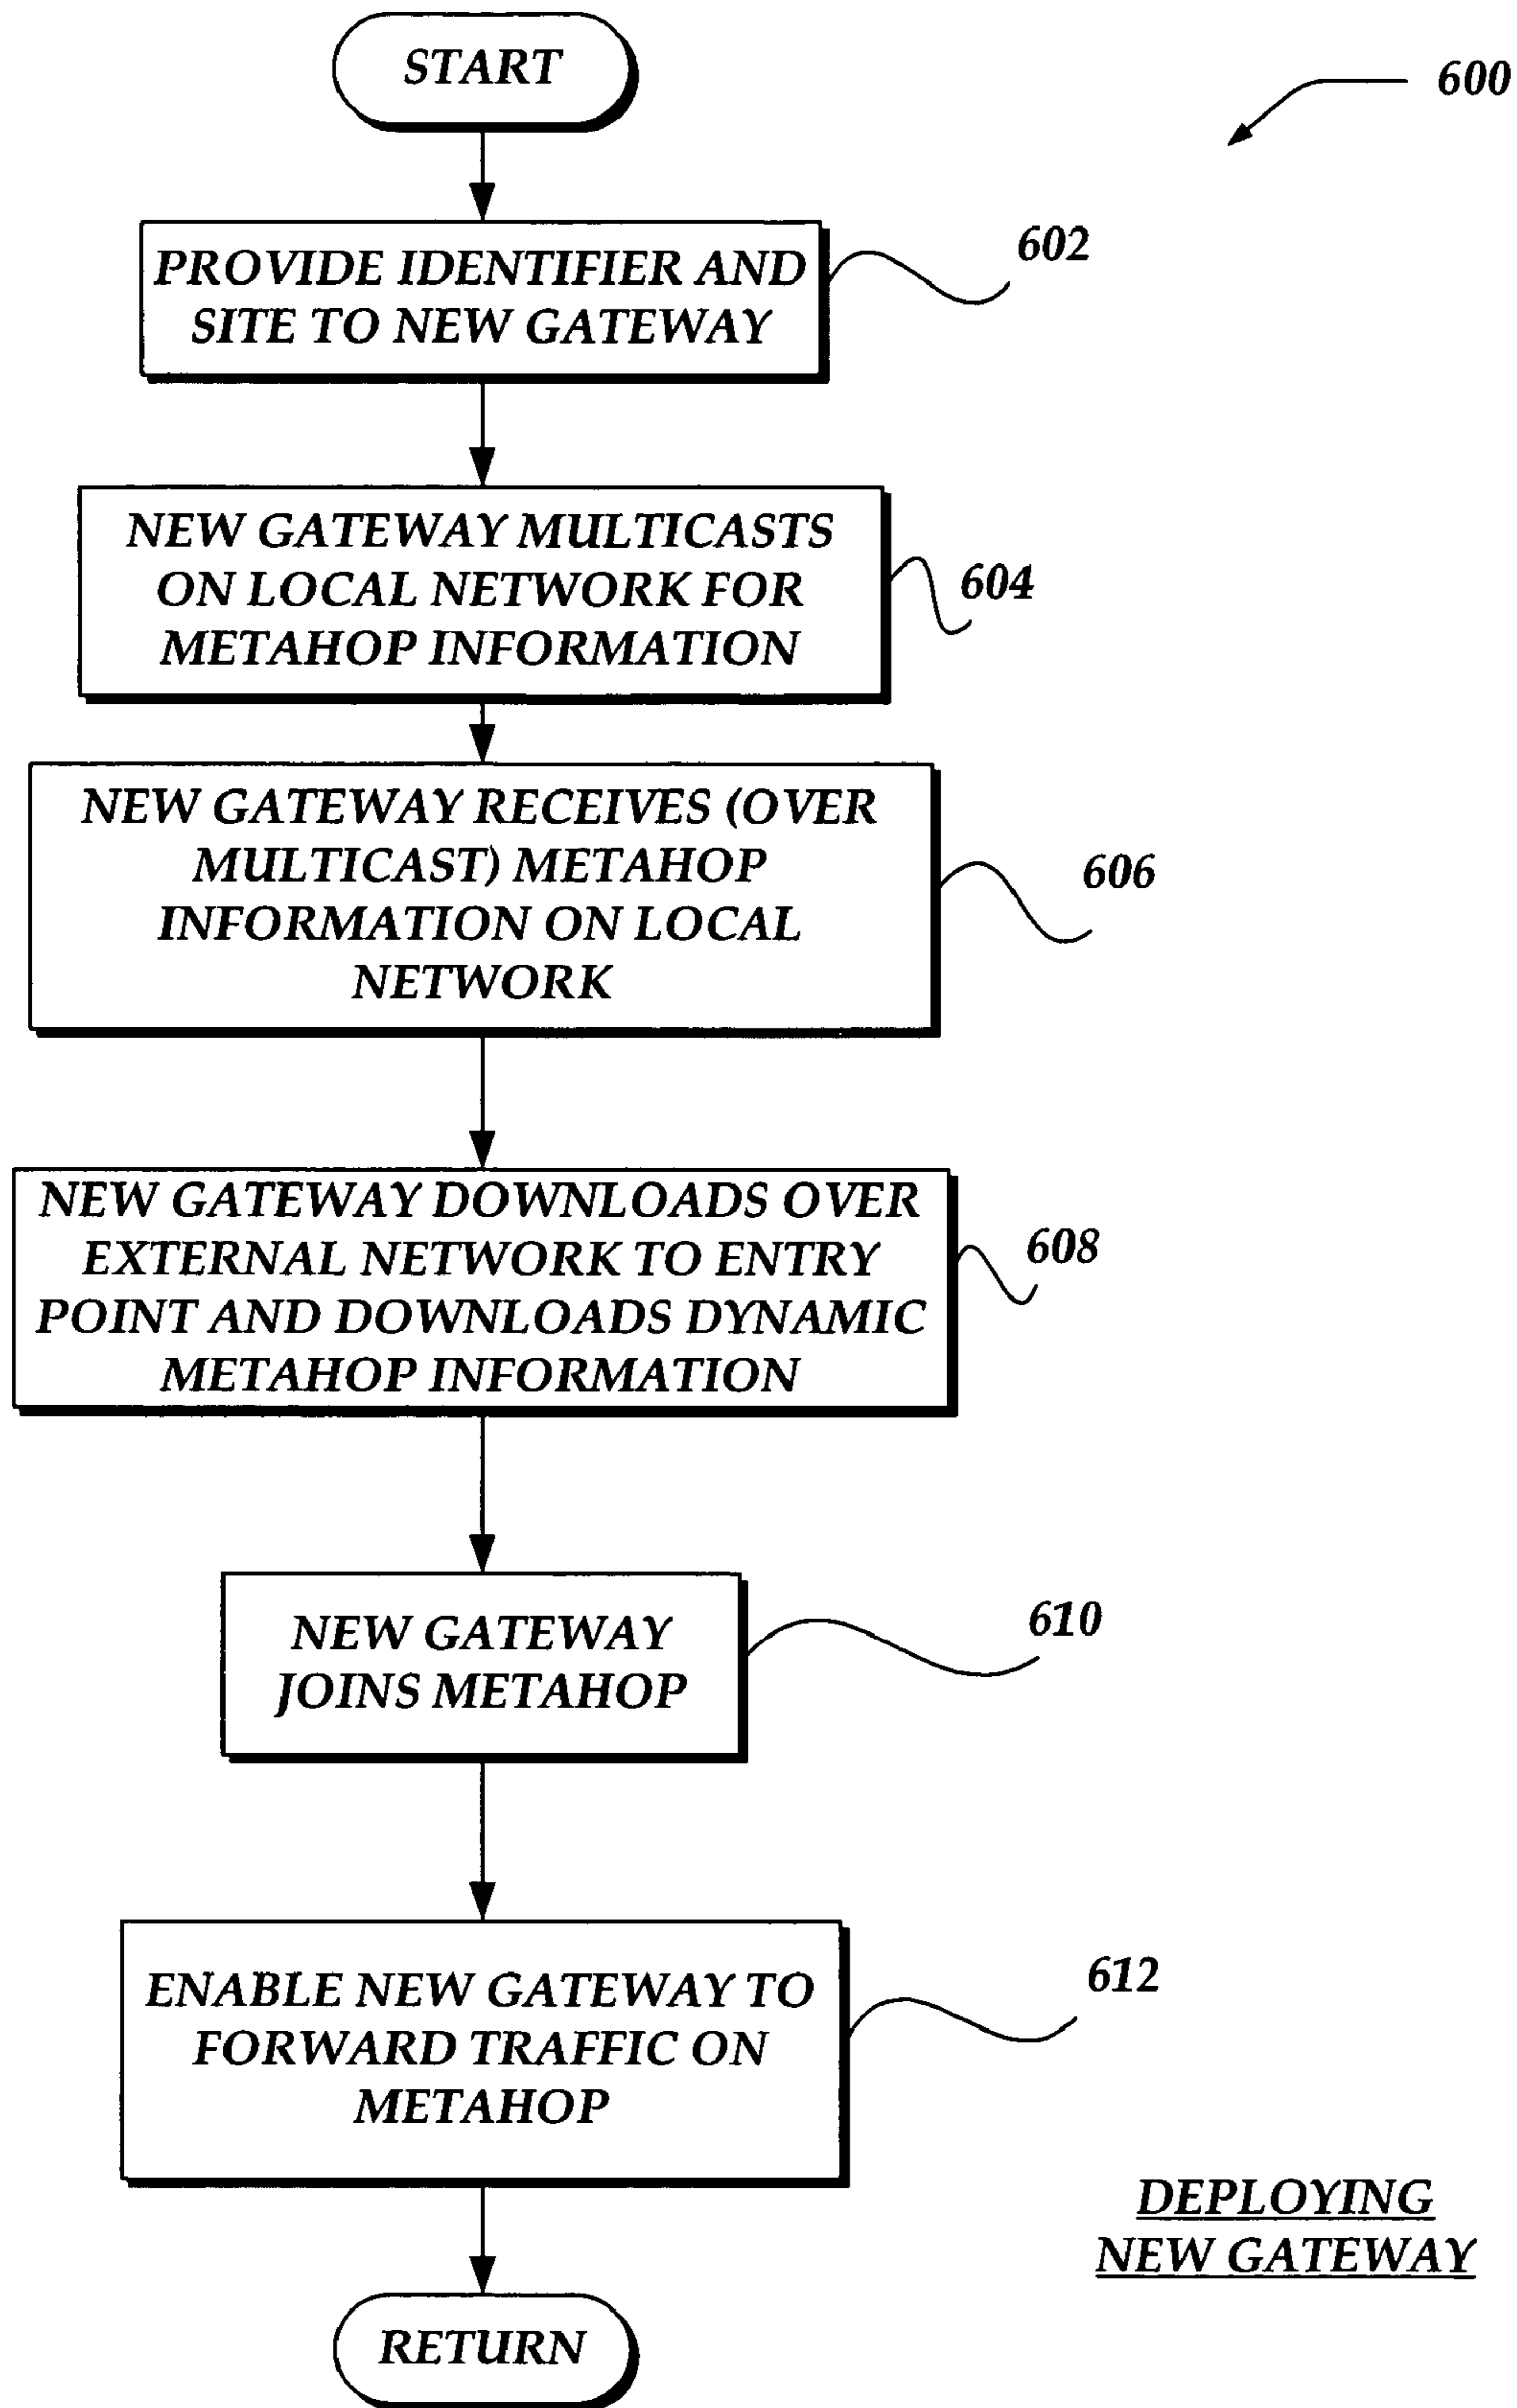 START
600
PROVIDE IDENTIFIER AND
SITE TO NEW GATEWAY
602
NEW GATEWAY MULTICASTS
ON LOCAL NETWORK FOR
METAHOP INFORMATION
604
NEW GATEWAY RECEIVES (OVER
MULTICAST) METAHOP
INFORMATION ON LOCAL
NETWORK
606
NEW GATEWAY DOWNLOADS OVER
EXTERNAL NETWORK TO ENTRY
POINT AND DOWNLOADS DYNAMIC
METAHOP INFORMATION
608
NEW GATEWAY
JOINS METAHOP
610
ENABLE NEW GATEWAY TO
FORWARD TRAFFIC ON
METAHOP
612
DEPLOYING
NEW GATEWAY
RETURN